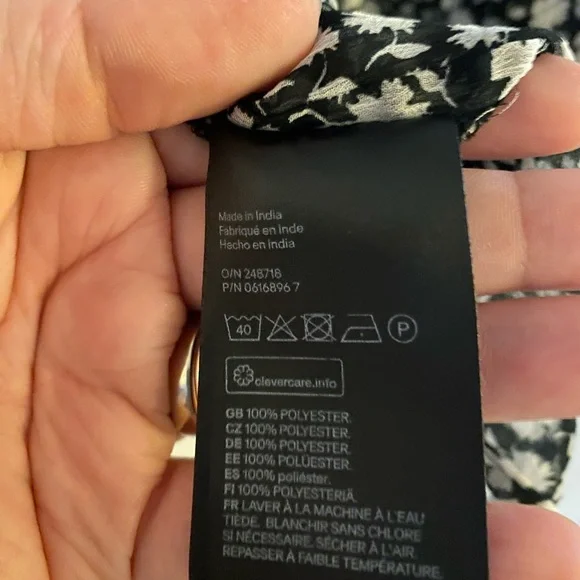 Made in India
Fabriqué en Inde
Hecho en India
O/N 248718
P/N 0616896 7
40 P
clevercare.info
GB 100% POLYESTER.
CZ 100% POLYESTER.
DE 100% POLYESTER.
EE 100% POLÜESTER.
ES 100% poliéster.
FI 100% POLYESTERIÄ.
FR LAVER À LA MACHINE À L'EAU
TIÈDE. BLANCHIR SANS CHLORE
SI NÉCESSAIRE. SÉCHER À L'AIR.
REPASSER À FAIBLE TEMPÉRATURE.